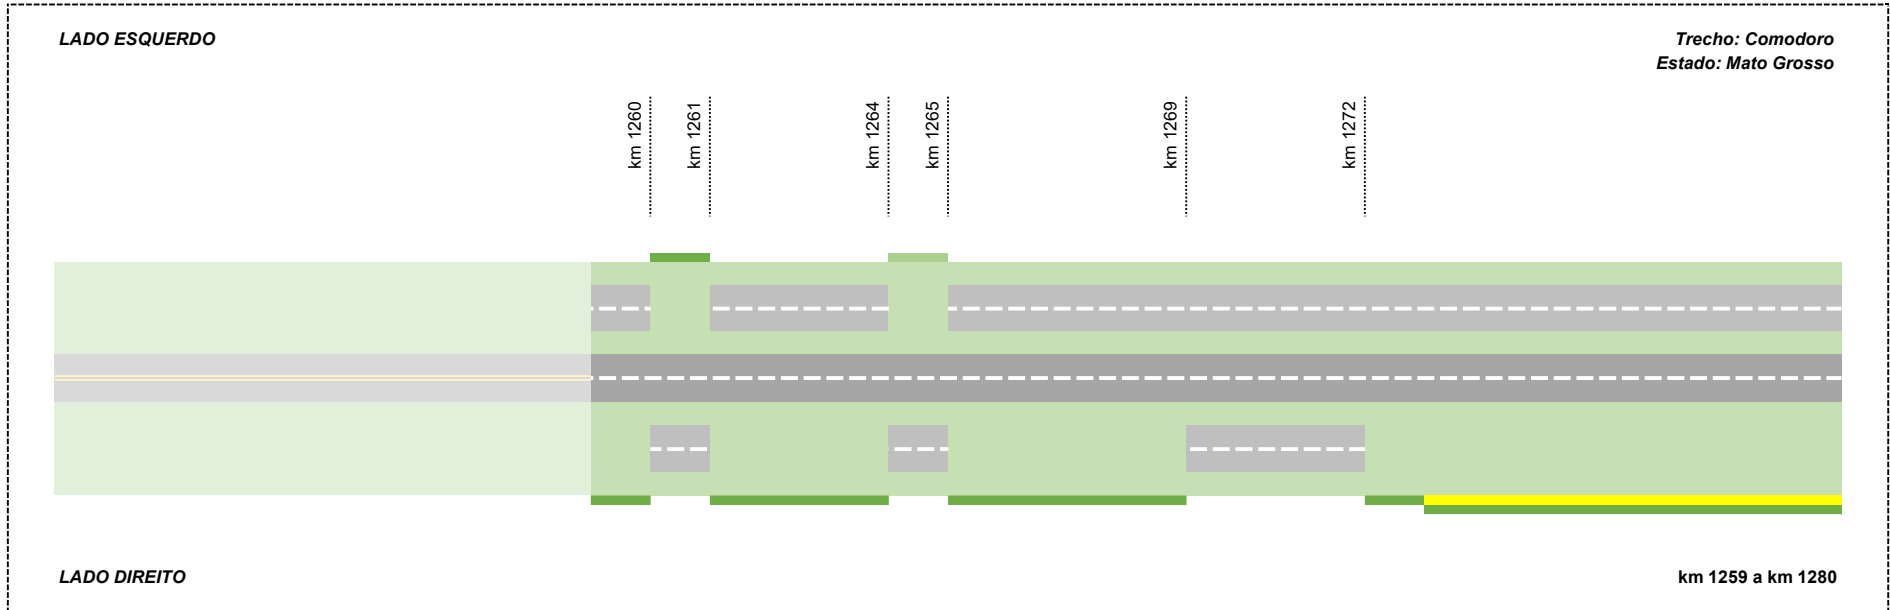 LADO ESQUERDO
Trecho: Comodoro
Estado: Mato Grosso
km 1260
km 1261
km 1264
km 1265
km 1269
km 1272
LADO DIREITO
km 1259 a km 1280